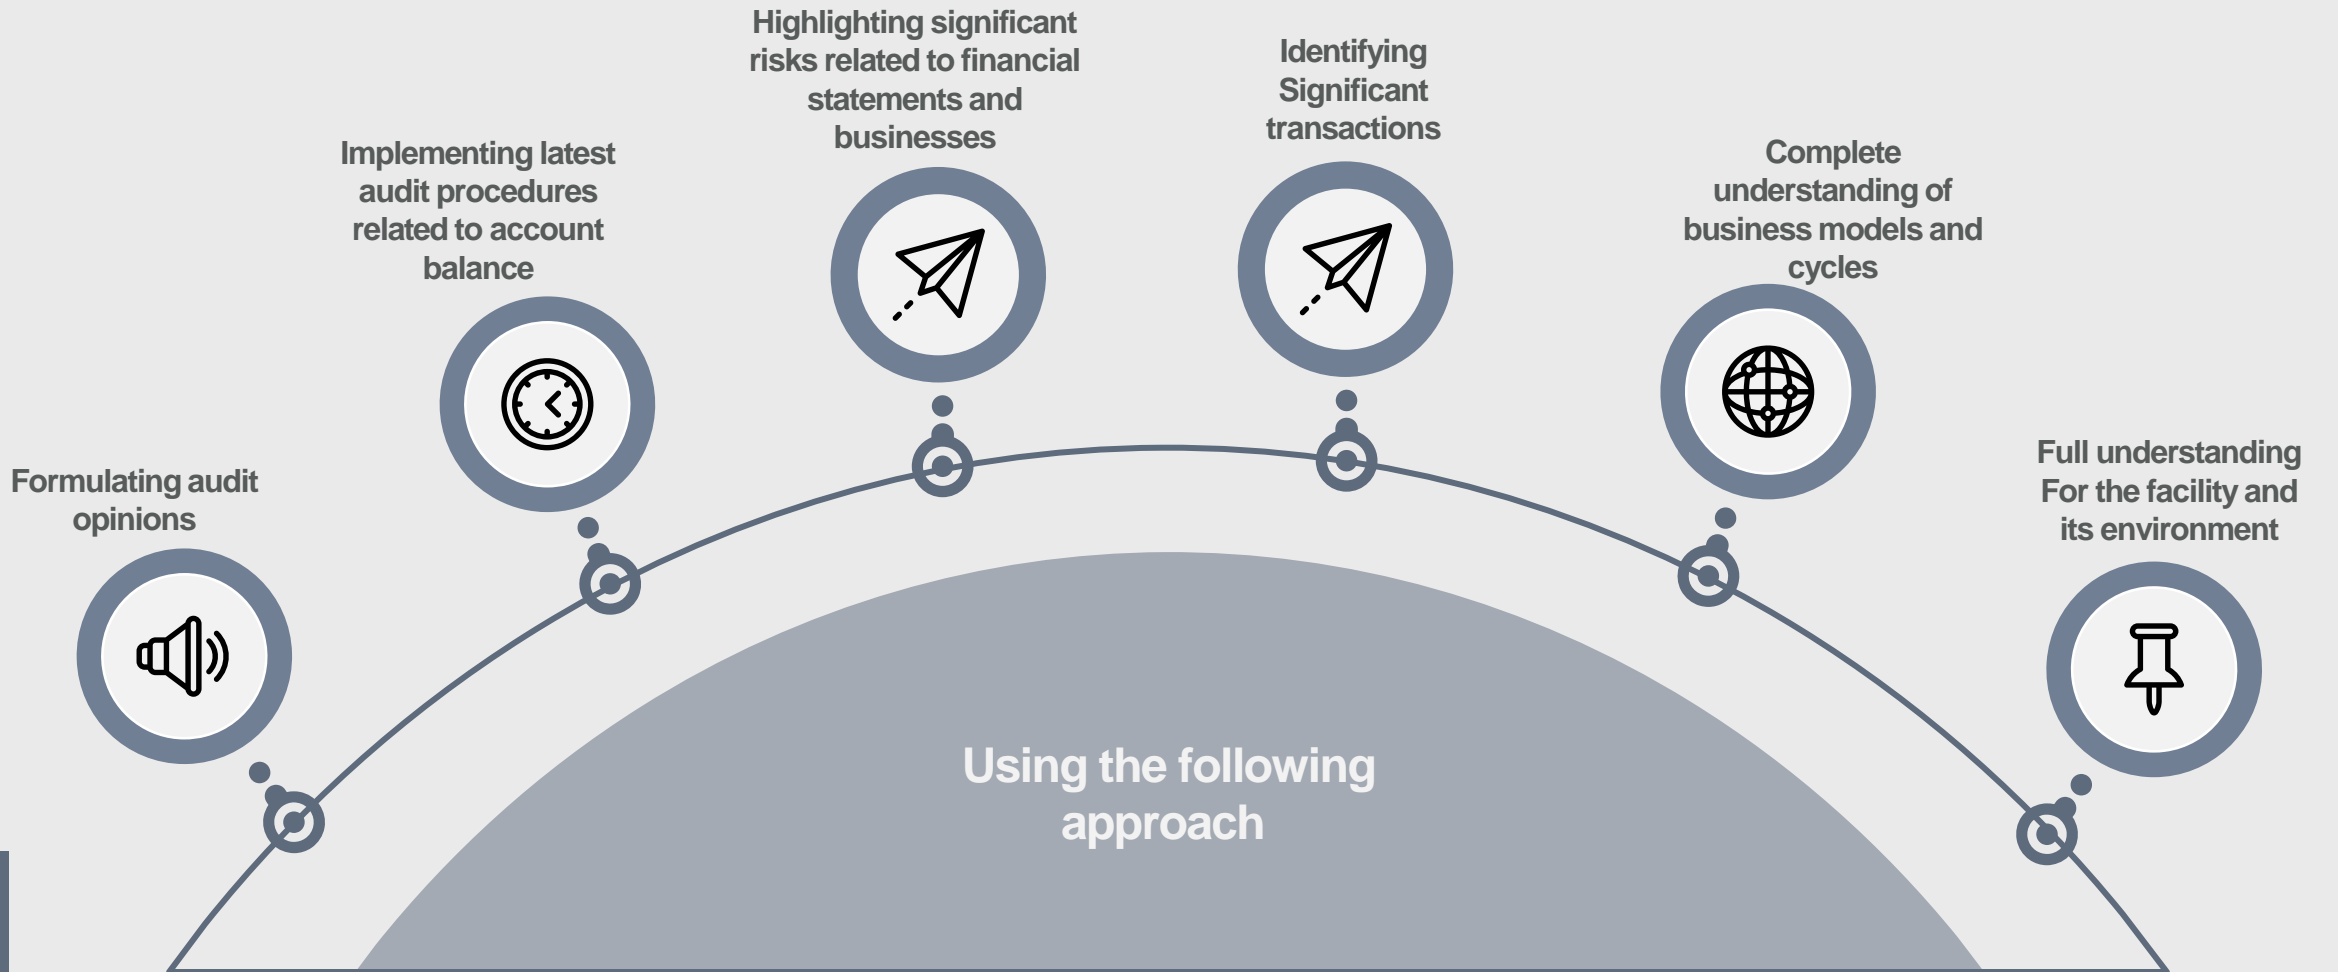 Formulating audit
opinions
Implementing latest
audit procedures
related to account
balance
Highlighting significant
risks related to financial
statements and
businesses
Identifying
Significant
transactions
Complete
understanding of
business models and
cycles
Full understanding
For the facility and
its environment
Using the following
approach